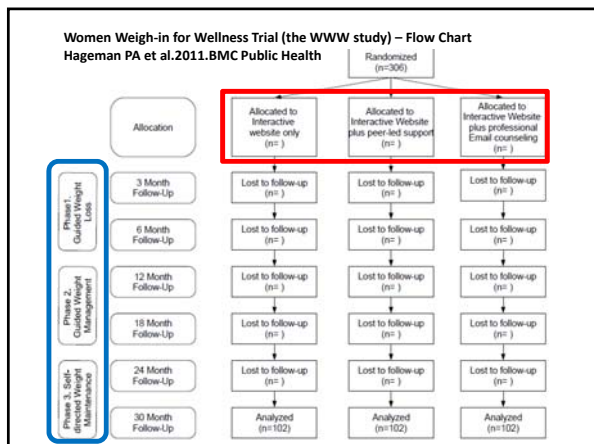 Women Weigh-in for Wellness Trial (the WWW study) – Flow Chart
Hageman PA et al.2011.BMC Public Health
Randomized
(n=306)
Allocation
Allocated to
Interactive
website only
(n= )
Allocated to
Interactive Website
plus peer-led support
(n= )
Allocated to
Interactive Website
plus professional
Email counseling
(n= )
Phase1,
Guided Weight
Loss
3 Month
Follow-Up
Lost to follow-up
(n= )
Lost to follow-up
(n= )
Lost to follow-up
(n= )
6 Month
Follow-Up
Lost to follow-up
(n= )
Lost to follow-up
(n= )
Lost to follow-up
(n= )
Phase 2,
Guided Weight
Management
12 Month
Follow-Up
Lost to follow-up
(n= )
Lost to follow-up
(n= )
Lost to follow-up
(n= )
18 Month
Follow-Up
Lost to follow-up
(n= )
Lost to follow-up
(n= )
Lost to follow-up
(n= )
Phase 3, Self-
directed Weight
Maintenance
24 Month
Follow-Up
Lost to follow-up
(n= )
Lost to follow-up
(n= )
Lost to follow-up
(n= )
30 Month
Follow-Up
Analyzed
(n=102)
Analyzed
(n=102)
Analyzed
(n=102)